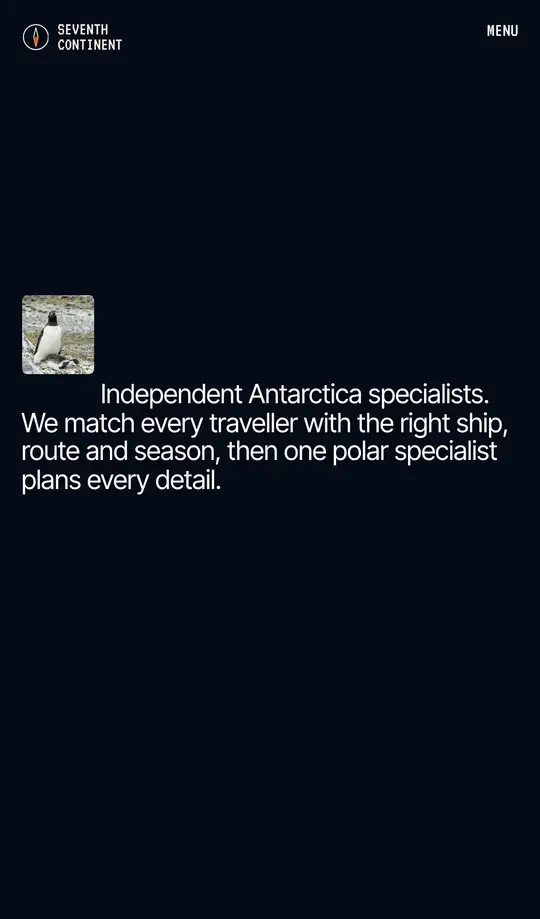 SEVENTH
CONTINENT
MENU
Independent Antarctica specialists.
We match every traveller with the right ship,
route and season, then one polar specialist
plans every detail.